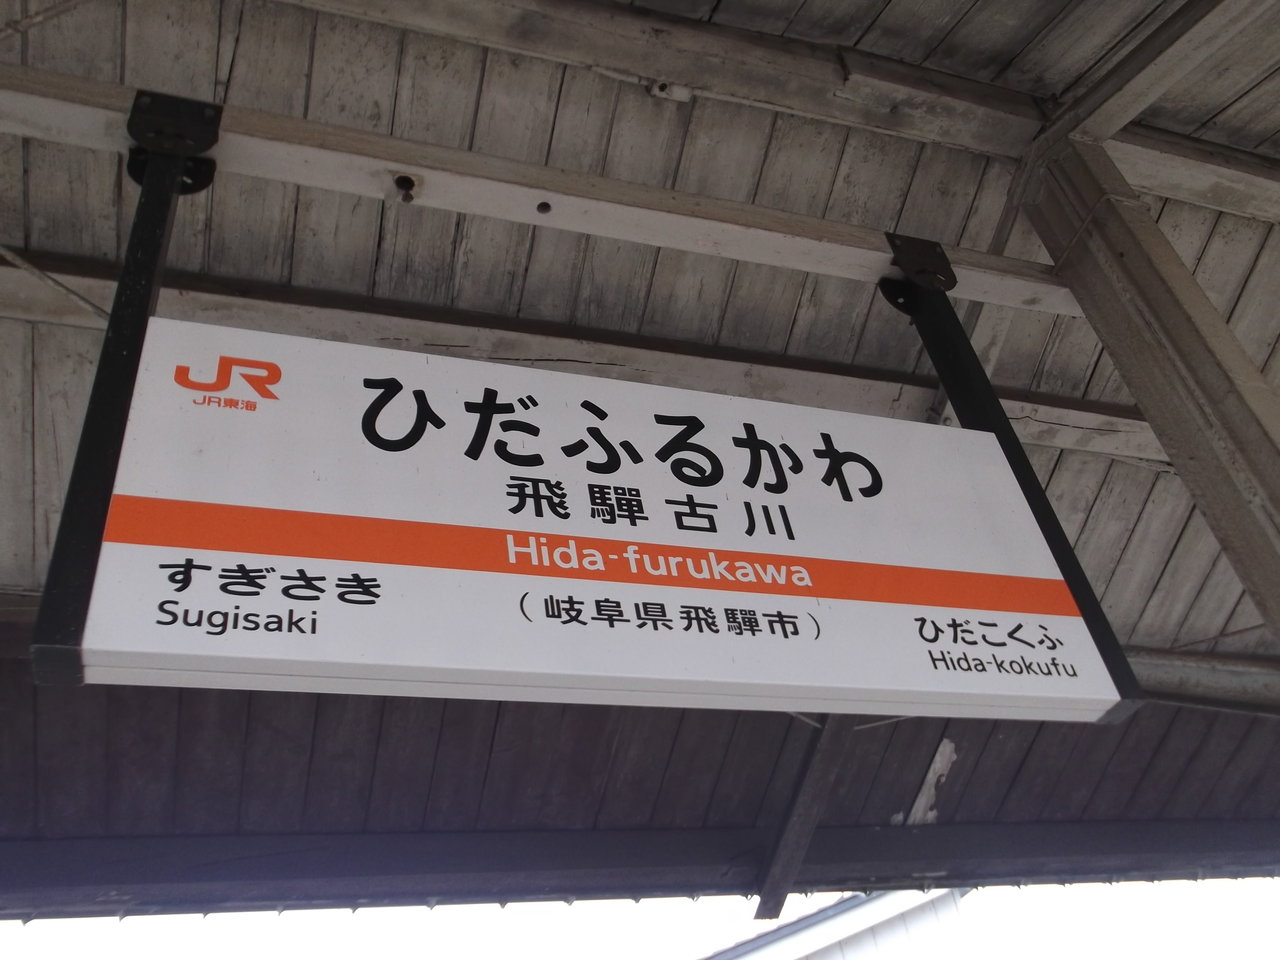 JR
JR東海
ひだふるかわ
飛驒古川
Hida-furukawa
すぎさき
Sugisaki
（岐阜県飛驒市）
ひだこくふ
Hida-kokufu